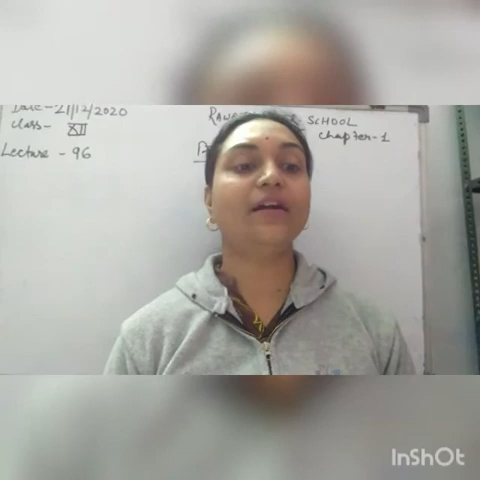 Date-21/12/2020
SCHOOL
Class- XII
chapter-1
Lecture - 96
InShOt